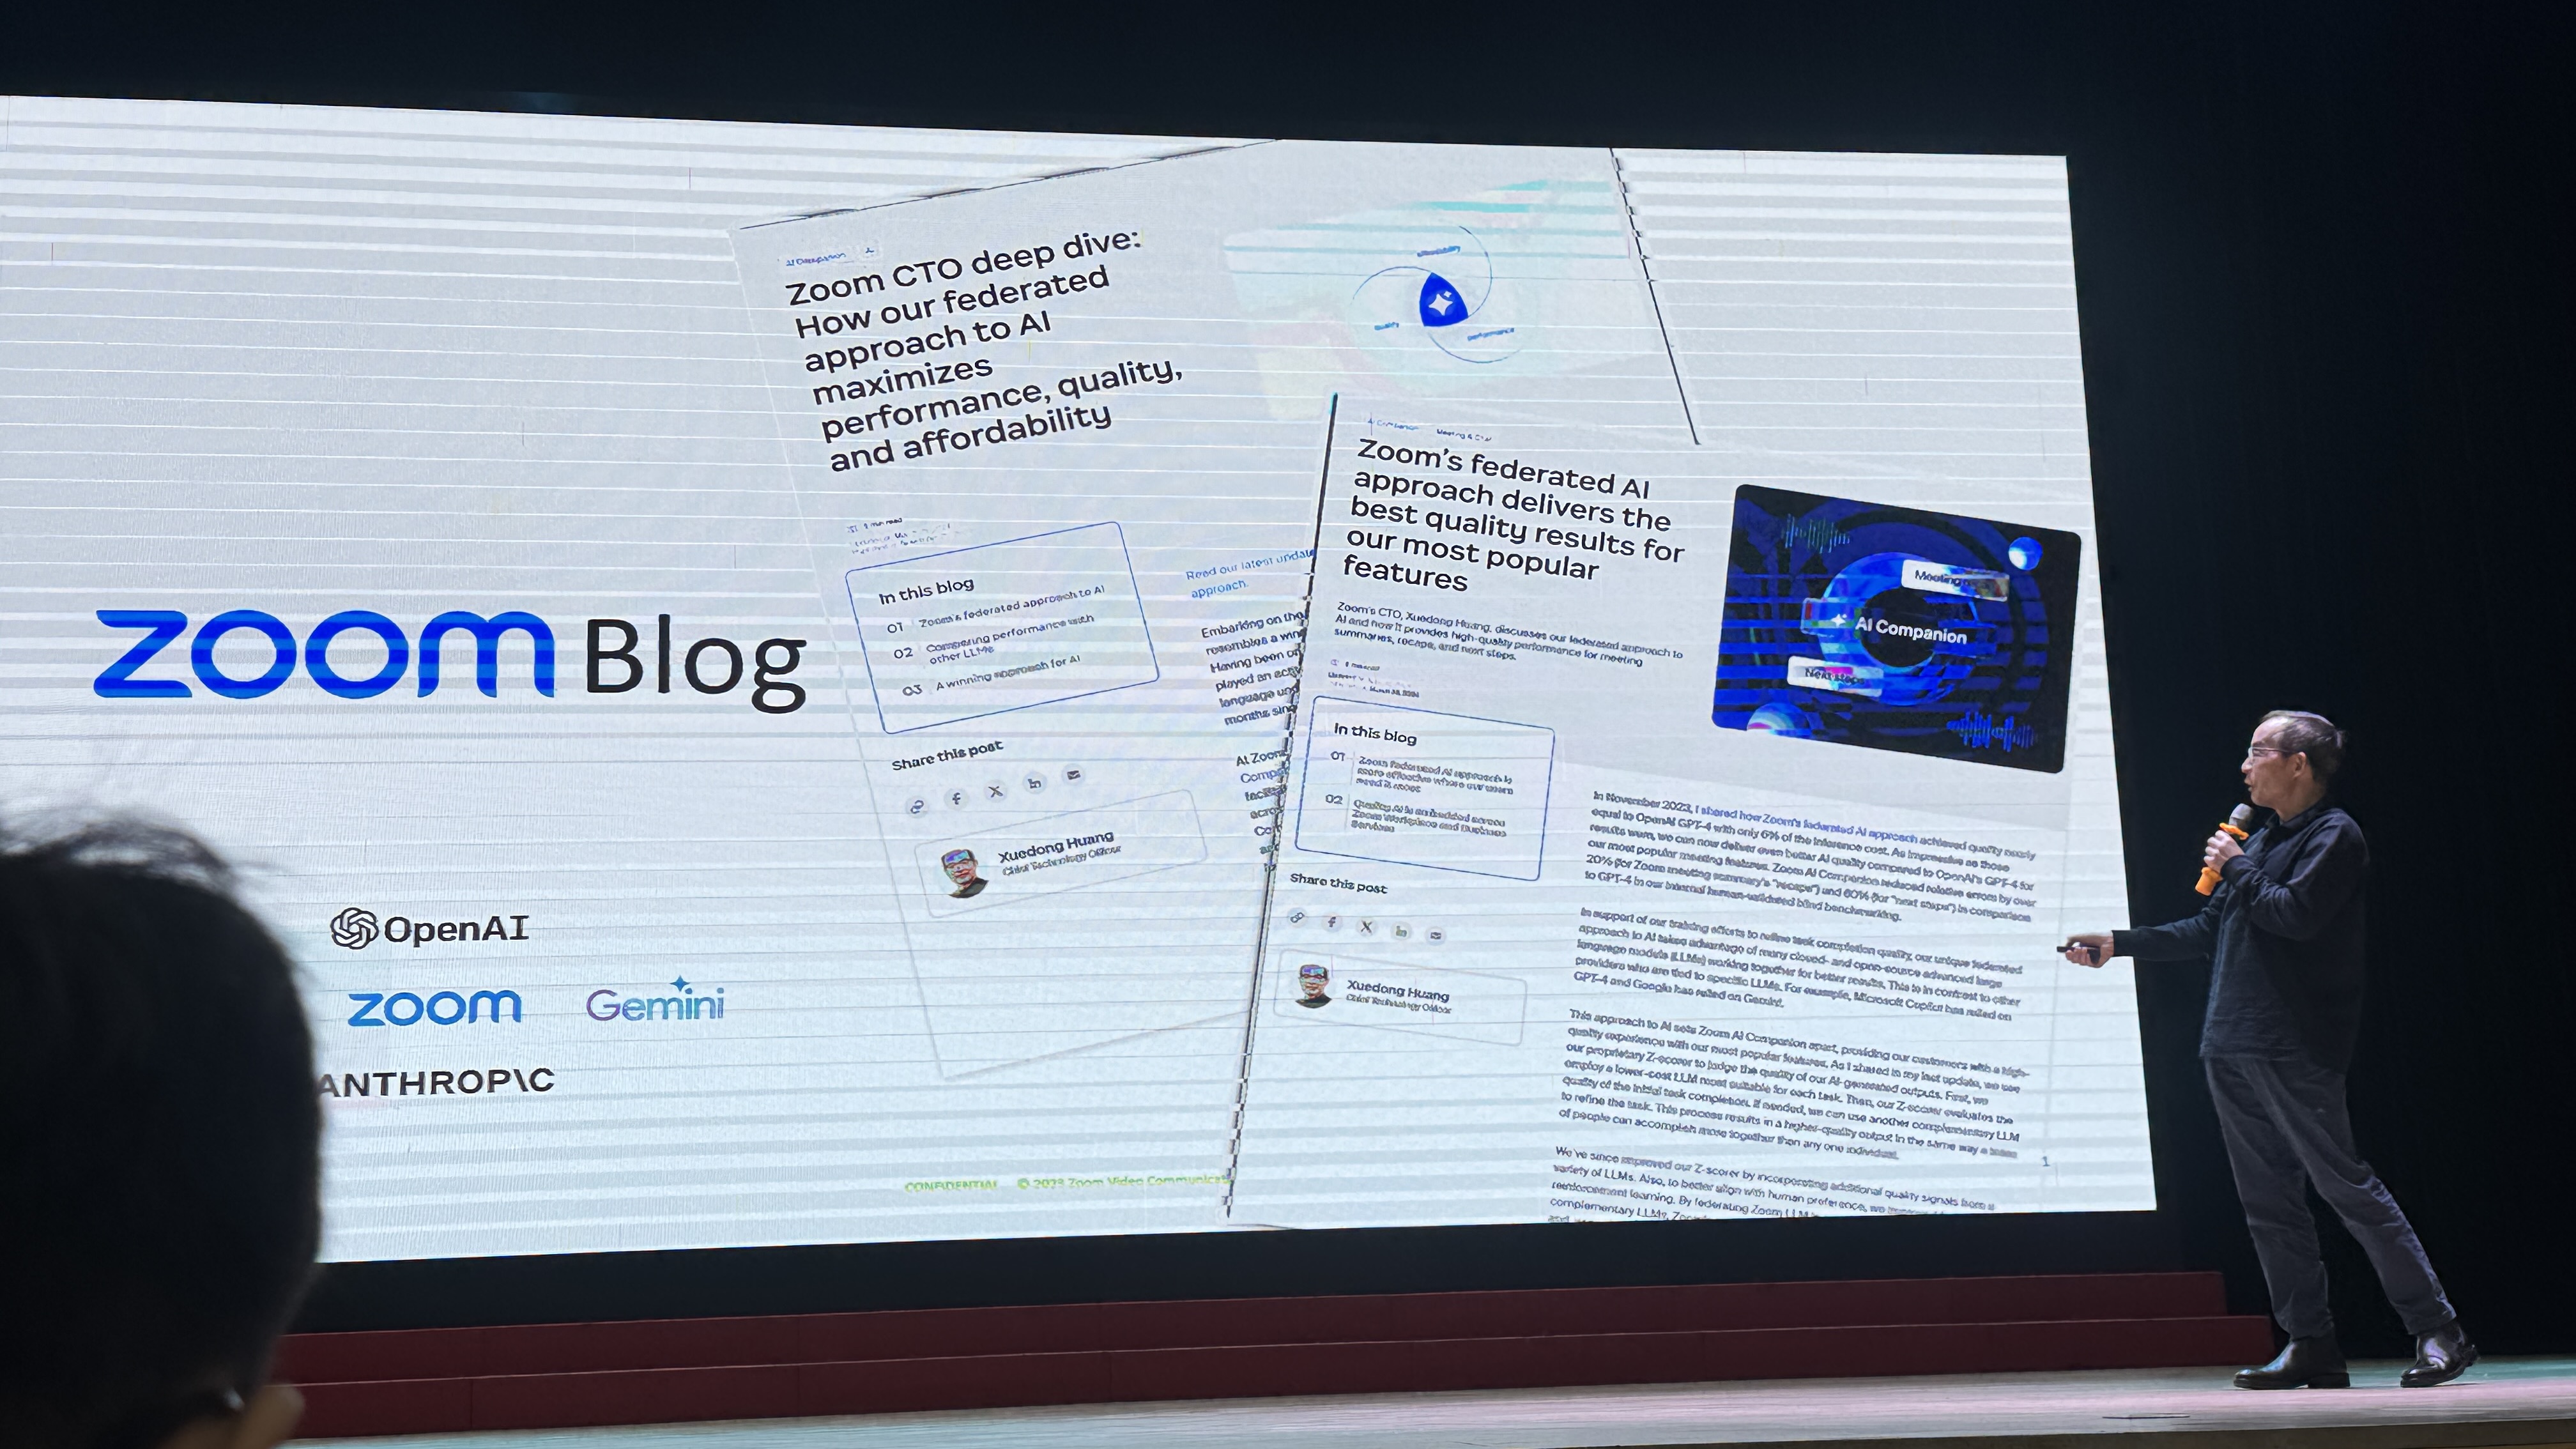 zoom Blog
OpenAI
zoom
Gemini
ANTHROP\C
AI Companion
Zoom CTO deep dive:
How our federated
approach to AI
maximizes
performance, quality,
and affordability
1 min read
In this blog
01 Zoom's federated approach to AI
02 Comparing performance with
other LLMs
03 A winning approach for AI
Share this post
Xuedong Huang
Chief Technology Officer
Read our latest update
approach.
Embarking on the
resembles a
Having been
played an
language
months
At Zoom
CONFIDENTIAL © 2023 Zoom Video
Performance
Zoom's federated AI
approach delivers the
best quality results for
our most popular
features
Zoom's CTO, Xuedong Huang, discusses our federated approach to
AI and how it provides high-quality performance for meeting
summaries, recaps, and next steps.
In this blog
01 Zoom federated AI approach is
more effective where our users
need it most
02 Quality AI is embedded across
Zoom Workplace and Business
Services
Share this post
Xuedong Huang
Chief Technology Officer
Meeting
AI Companion
Next steps
In November 2023, I shared how Zoom's federated AI approach achieved quality nearly
equal to OpenAI GPT-4 with only 6% of the inference cost. As impressive as those
results were, we can now deliver even better AI quality compared to OpenAI's GPT-4 for
our most popular meeting features. Zoom AI Companion reduced relative errors by over
20% (for Zoom meeting summary's "recaps") and 60% (for "next steps") in comparison
to GPT-4 in our internal human-validated blind benchmarking.
In support of our training efforts to refine task completion quality, our unique federated
approach to AI takes advantage of many closed- and open-source advanced large
language models (LLMs) working together for better results. This is in contrast to other
providers who are tied to specific LLMs. For example, Microsoft Copilot has relied on
GPT-4 and Google has relied on Gemini.
This approach to AI sets Zoom AI Companion apart, providing our customers with a high-
quality experience with our most popular features. As I shared in my last update, we use
our proprietary Z-scorer to judge the quality of our AI-generated outputs. First, we
employ a lower-cost LLM most suitable for each task. Then, our Z-scorer evaluates the
quality of the initial task completion. If needed, we can use another complementary LLM
to refine the task. This process results in a higher-quality output in the same way a team
of people can accomplish more together than any one individual.
We've since improved our Z-scorer by incorporating additional quality signals from a
variety of LLMs. Also, to better align with human preference, we
reinforcement learning. By federating Zoom LLM
complementary LLMs,
1